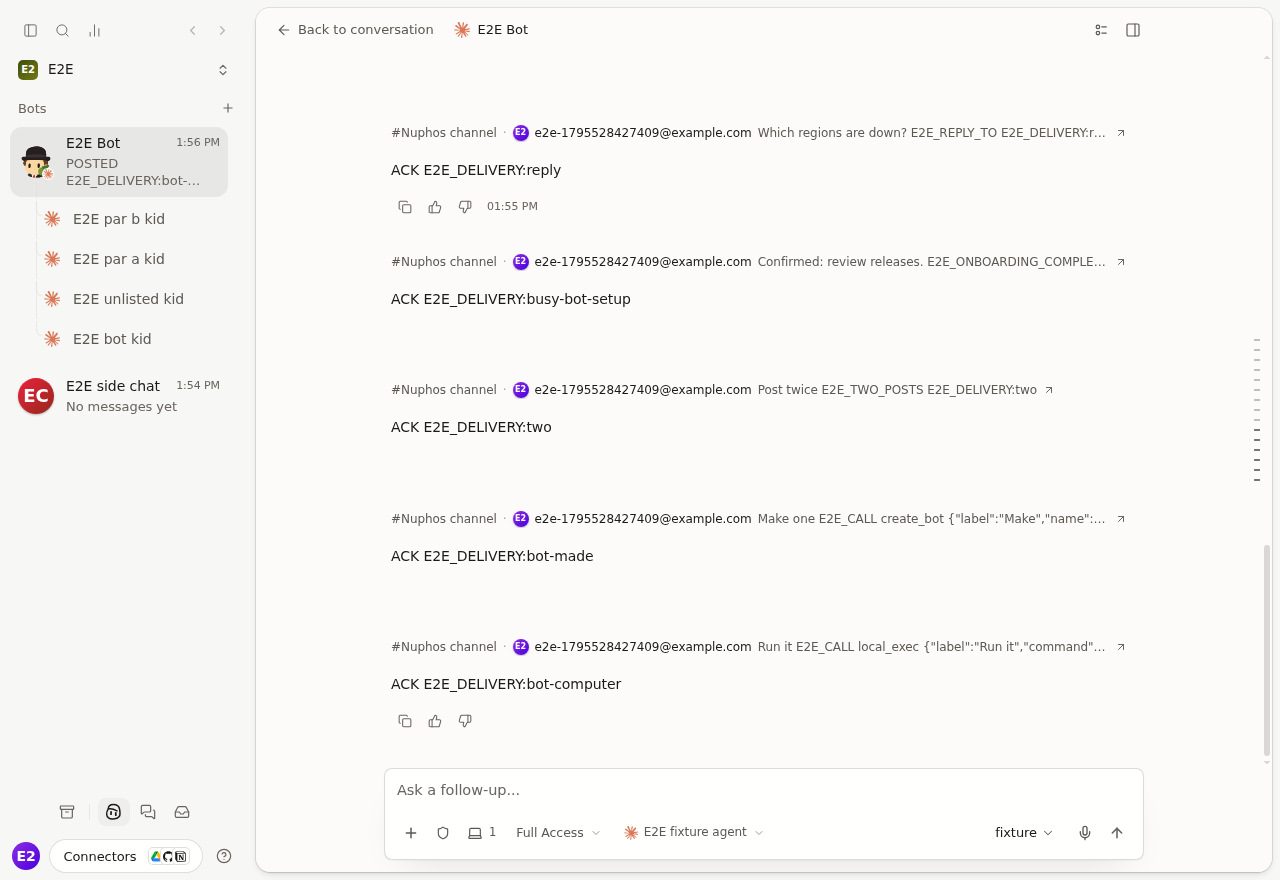 Back to conversation
E2E Bot
E2 E2E
Bots
E2E Bot 1:56 PM
POSTED
E2E_DELIVERY:bot-...
E2E par b kid
E2E par a kid
E2E unlisted kid
E2E bot kid
EC E2E side chat 1:54 PM
No messages yet
#Nuphos channel · E2 e2e-1795528427409@example.com Which regions are down? E2E_REPLY_TO E2E_DELIVERY:r...
ACK E2E_DELIVERY:reply
01:55 PM
#Nuphos channel · E2 e2e-1795528427409@example.com Confirmed: review releases. E2E_ONBOARDING_COMPLE...
ACK E2E_DELIVERY:busy-bot-setup
#Nuphos channel · E2 e2e-1795528427409@example.com Post twice E2E_TWO_POSTS E2E_DELIVERY:two
ACK E2E_DELIVERY:two
#Nuphos channel · E2 e2e-1795528427409@example.com Make one E2E_CALL create_bot {"label":"Make","name":...
ACK E2E_DELIVERY:bot-made
#Nuphos channel · E2 e2e-1795528427409@example.com Run it E2E_CALL local_exec {"label":"Run it","command"...
ACK E2E_DELIVERY:bot-computer
Ask a follow-up...
1 Full Access E2E fixture agent fixture
E2 Connectors